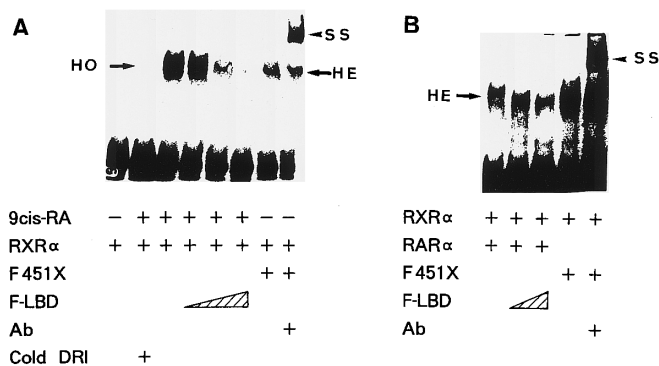 A
SS
HO
HE
9cis-RA − + + + + + − −
RXRα + + + + + + + +
F451X + +
F-LBD
Ab +
Cold DRI +
B
SS
HE
RXRα + + + + +
RARα + + +
F451X + +
F-LBD
Ab +